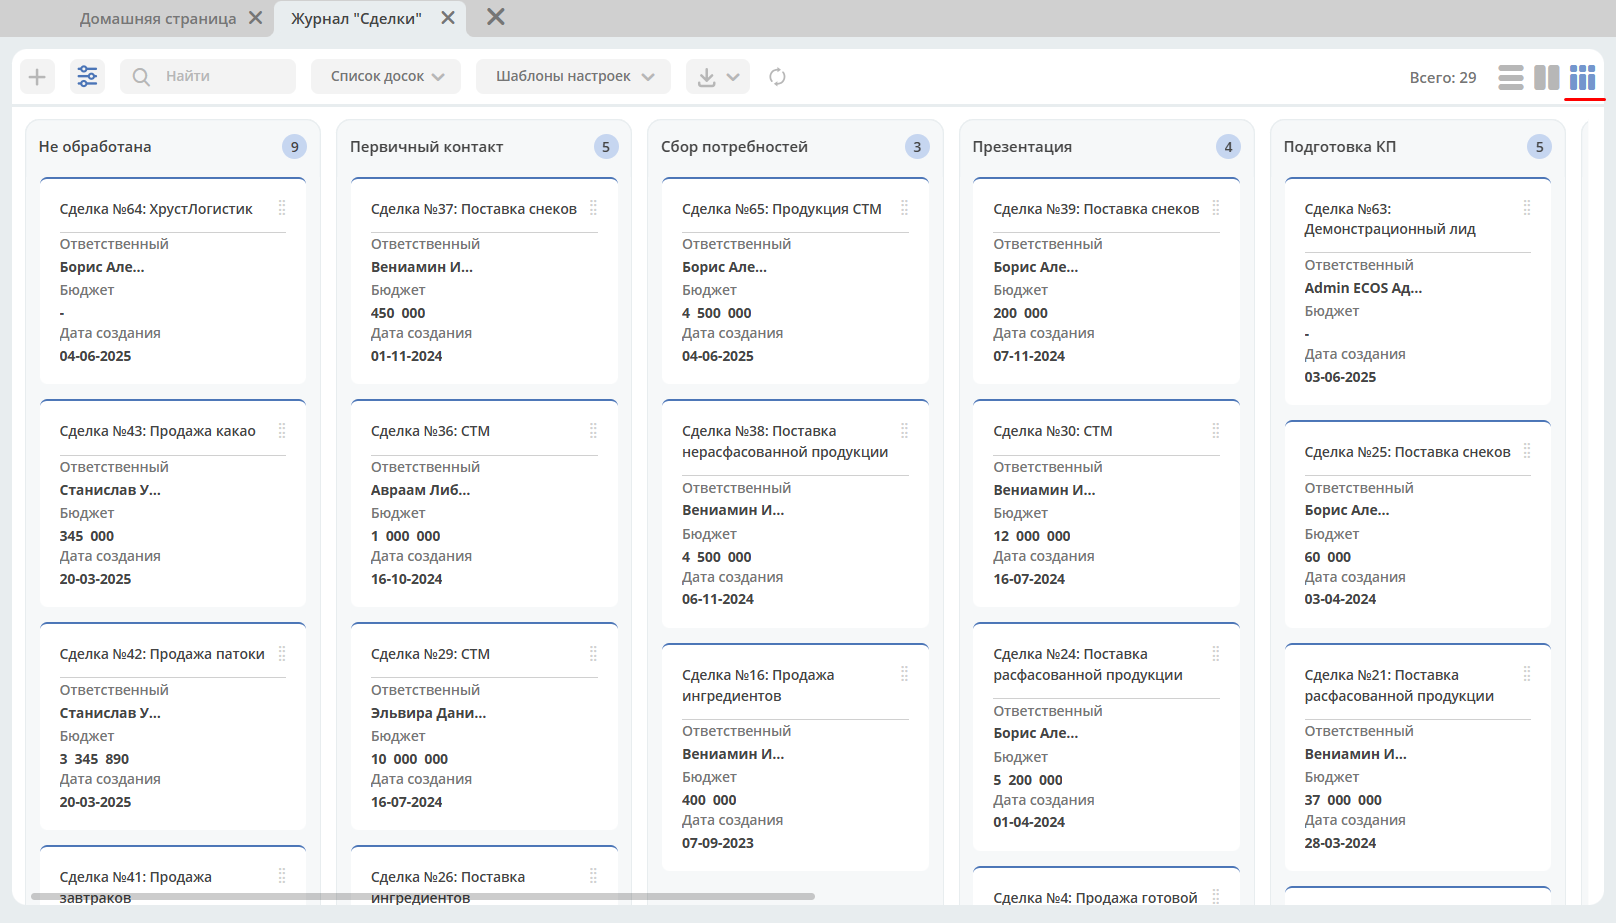 Домашняя страница
Журнал "Сделки"
Найти
Список досок
Шаблоны настроек
Всего: 29
Не обработана
9
Сделка №64: ХрустЛогистик
Ответственный
Борис Але...
Бюджет
-
Дата создания
04-06-2025
Сделка №43: Продажа какао
Ответственный
Станислав У...
Бюджет
345 000
Дата создания
20-03-2025
Сделка №42: Продажа патоки
Ответственный
Станислав У...
Бюджет
3 345 890
Дата создания
20-03-2025
Сделка №41: Продажа
завтраков
Первичный контакт
5
Сделка №37: Поставка снеков
Ответственный
Вениамин И...
Бюджет
450 000
Дата создания
01-11-2024
Сделка №36: СТМ
Ответственный
Авраам Либ...
Бюджет
1 000 000
Дата создания
16-10-2024
Сделка №29: СТМ
Ответственный
Эльвира Дани...
Бюджет
10 000 000
Дата создания
16-07-2024
Сделка №26: Поставка
ингредиентов
Сбор потребностей
3
Сделка №65: Продукция СТМ
Ответственный
Борис Але...
Бюджет
4 500 000
Дата создания
04-06-2025
Сделка №38: Поставка
нерасфасованной продукции
Ответственный
Вениамин И...
Бюджет
4 500 000
Дата создания
06-11-2024
Сделка №16: Продажа
ингредиентов
Ответственный
Вениамин И...
Бюджет
400 000
Дата создания
07-09-2023
Презентация
4
Сделка №39: Поставка снеков
Ответственный
Борис Але...
Бюджет
200 000
Дата создания
07-11-2024
Сделка №30: СТМ
Ответственный
Вениамин И...
Бюджет
12 000 000
Дата создания
16-07-2024
Сделка №24: Поставка
расфасованной продукции
Ответственный
Борис Але...
Бюджет
5 200 000
Дата создания
01-04-2024
Сделка №4: Продажа готовой
Подготовка КП
5
Сделка №63:
Демонстрационный лид
Ответственный
Admin ECOS Ад...
Бюджет
-
Дата создания
03-06-2025
Сделка №25: Поставка снеков
Ответственный
Борис Але...
Бюджет
60 000
Дата создания
03-04-2024
Сделка №21: Поставка
расфасованной продукции
Ответственный
Вениамин И...
Бюджет
37 000 000
Дата создания
28-03-2024